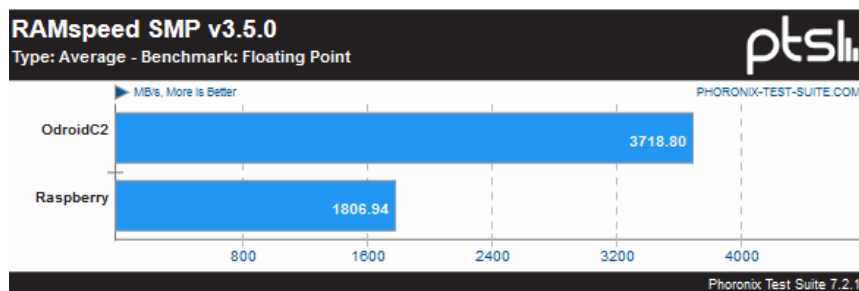 RAMspeed SMP v3.5.0
Type: Average - Benchmark: Floating Point
ptsl
MB/s, More Is Better
PHORONIX-TEST-SUITE.COM
OdroidC2
3718.80
Raspberry
1806.94
800 1600 2400 3200 4000
Phoronix Test Suite 7.2.1